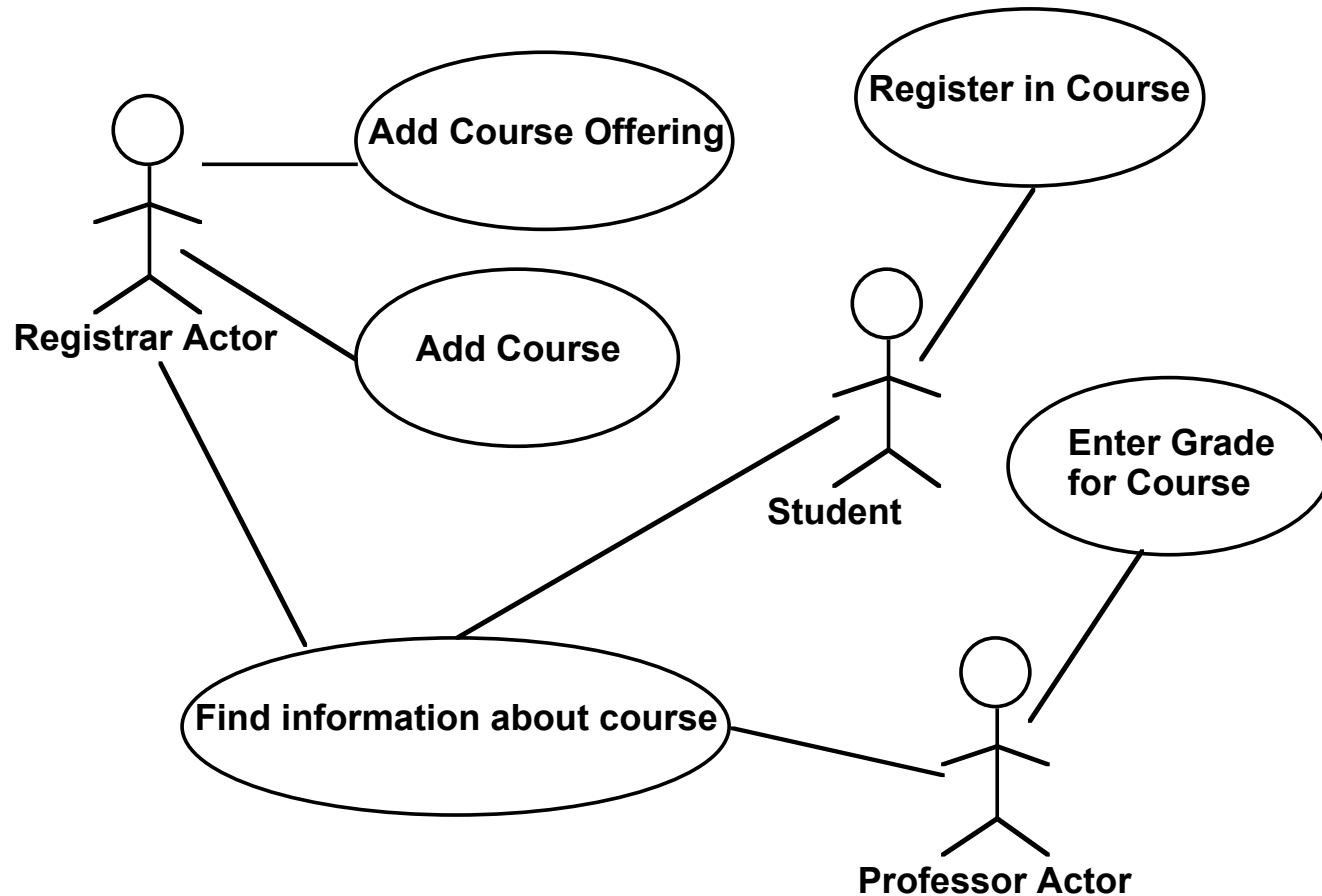 Register in Course
Add Course Offering
Registrar Actor
Add Course
Enter Grade
for Course
Student
Find information about course
Professor Actor